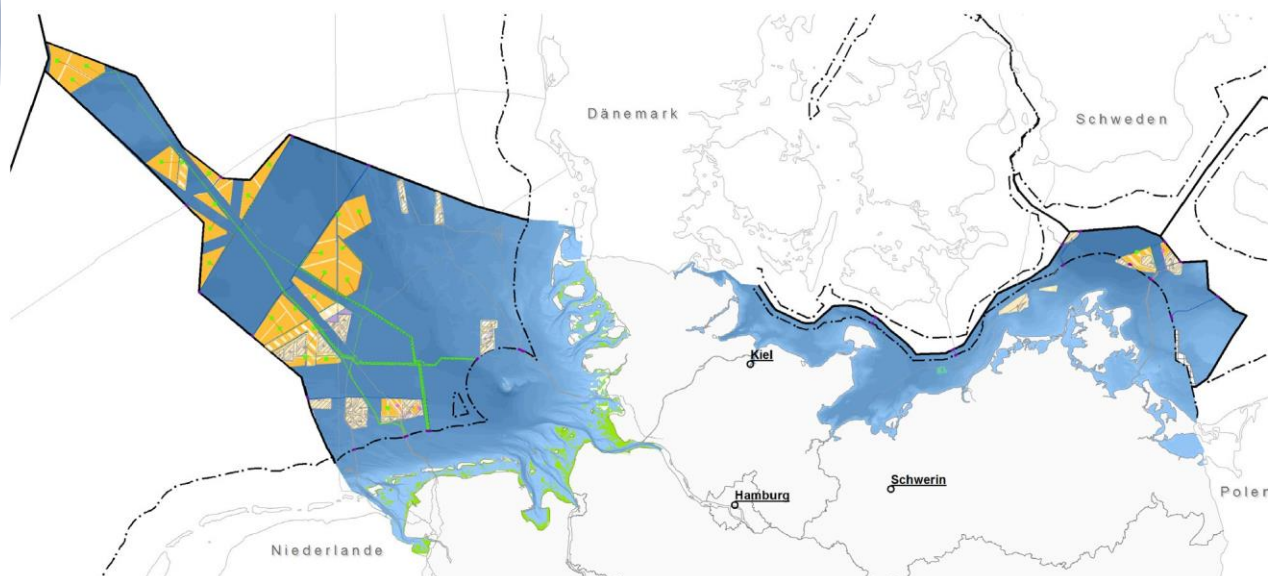 Dänemark
Schweden
Kiel
Schwerin
Hamburg
Polen
Niederlande